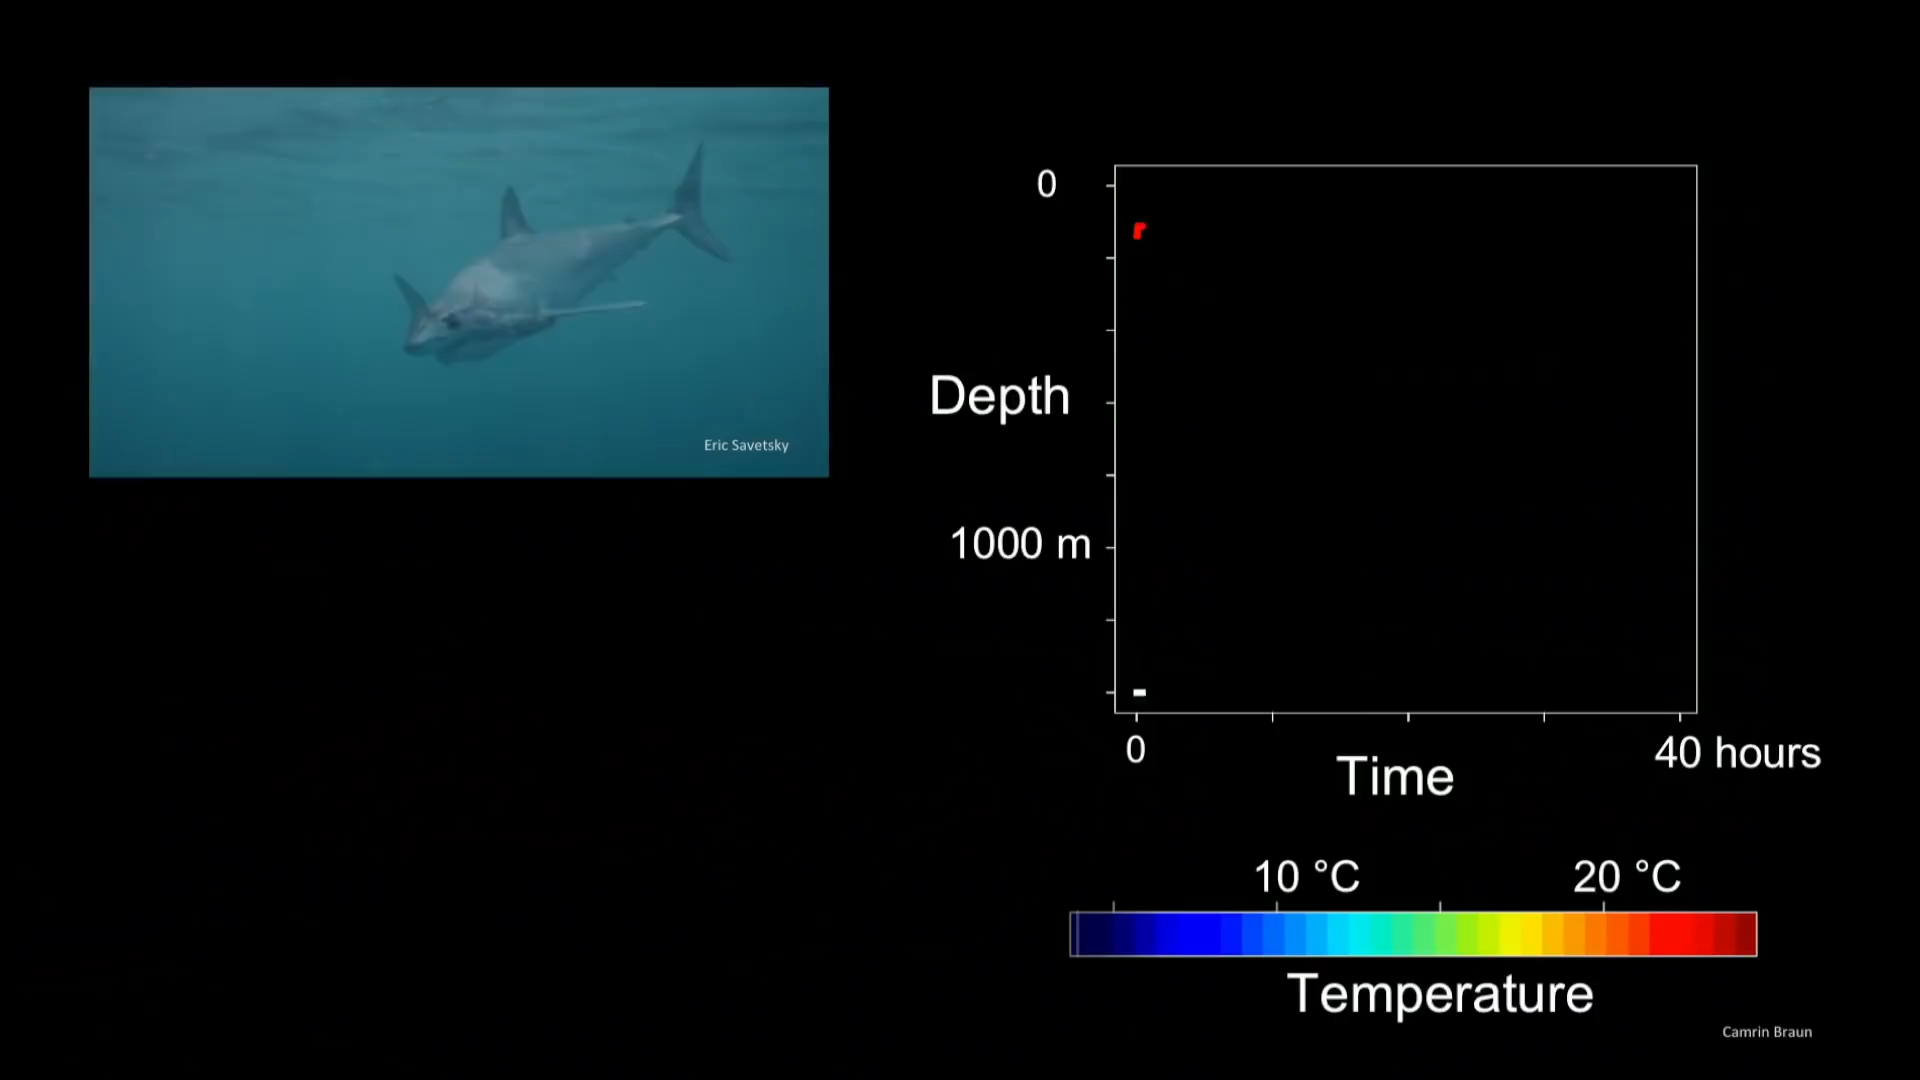 Eric Savetsky
0
Depth
1000 m
0
40 hours
Time
10 °C
20 °C
Temperature
Camrin Braun